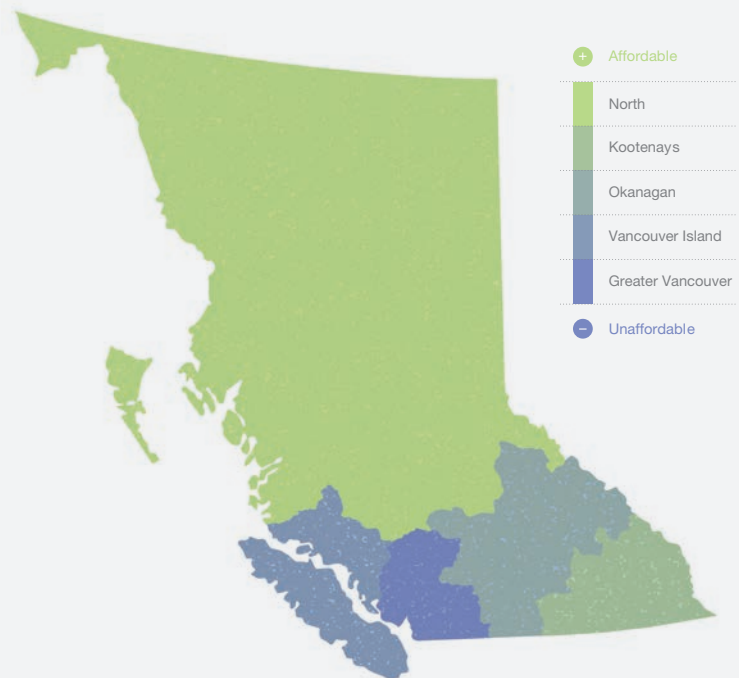 Affordable
North
Kootenays
Okanagan
Vancouver Island
Greater Vancouver
Unaffordable